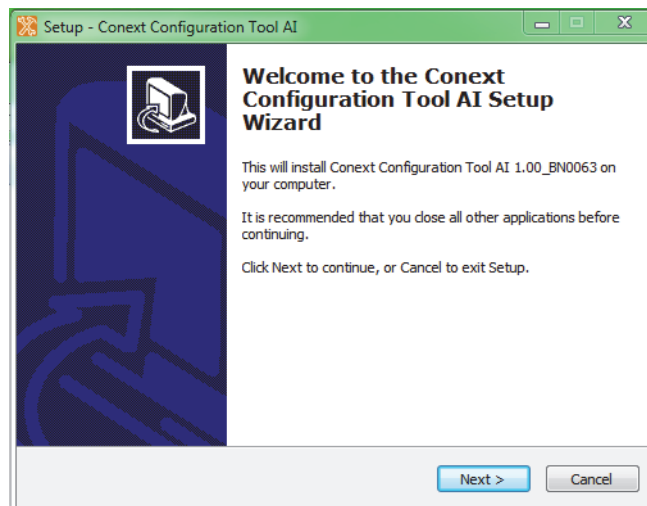 Setup - Conext Configuration Tool AI
Welcome to the Conext
Configuration Tool AI Setup
Wizard
This will install Conext Configuration Tool AI 1.00_BN0063 on
your computer.
It is recommended that you close all other applications before
continuing.
Click Next to continue, or Cancel to exit Setup.
Next >
Cancel